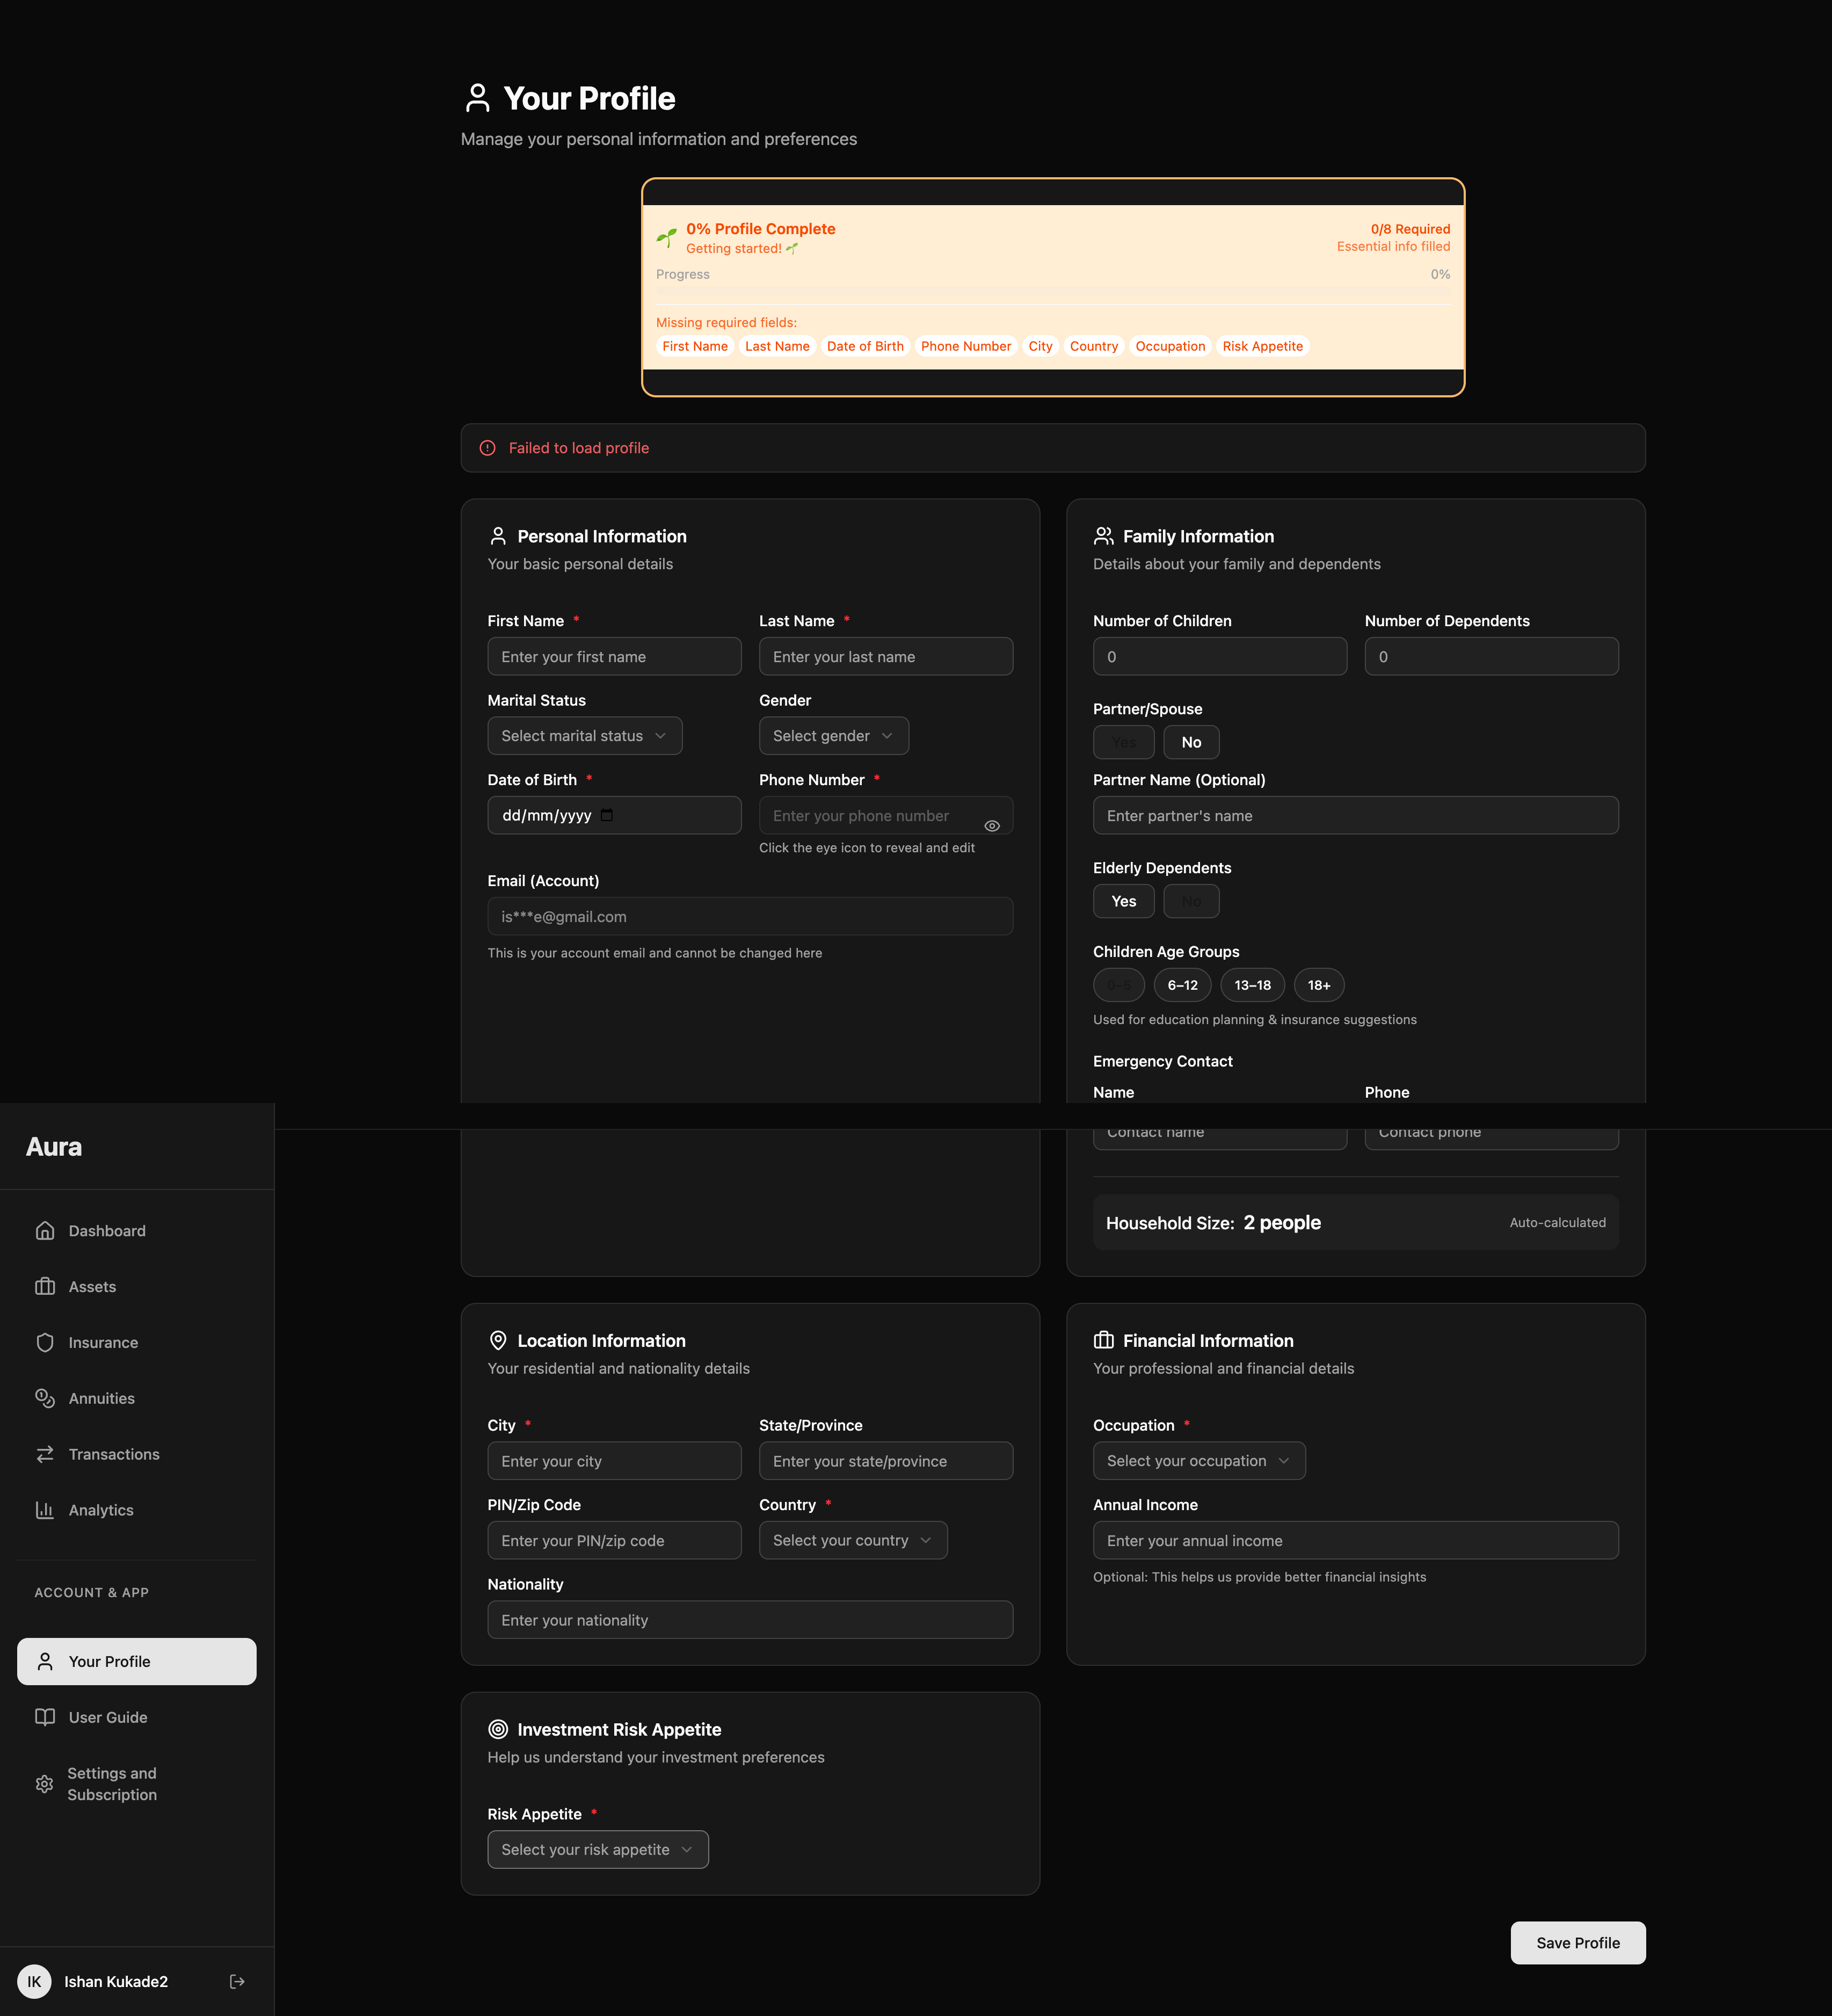 Your Profile
Manage your personal information and preferences
0% Profile Complete
0/8 Required
Getting started!
Essential info filled
Progress
0%
Missing required fields:
First Name Last Name Date of Birth Phone Number City Country Occupation Risk Appetite
Failed to load profile
Personal Information
Your basic personal details
First Name *
Last Name *
Enter your first name
Enter your last name
Marital Status
Gender
Select marital status
Select gender
Date of Birth *
Phone Number *
dd/mm/yyyy
Enter your phone number
Click the eye icon to reveal and edit
Email (Account)
is***e@gmail.com
This is your account email and cannot be changed here
Family Information
Details about your family and dependents
Number of Children
Number of Dependents
0
0
Partner/Spouse
Yes
No
Partner Name (Optional)
Enter partner's name
Elderly Dependents
Yes
No
Children Age Groups
0–5
6–12
13–18
18+
Used for education planning & insurance suggestions
Emergency Contact
Name
Phone
Contact name
Contact phone
Household Size: 2 people
Auto-calculated
Location Information
Your residential and nationality details
City *
State/Province
Enter your city
Enter your state/province
PIN/Zip Code
Country *
Enter your PIN/zip code
Select your country
Nationality
Enter your nationality
Financial Information
Your professional and financial details
Occupation *
Select your occupation
Annual Income
Enter your annual income
Optional: This helps us provide better financial insights
Investment Risk Appetite
Help us understand your investment preferences
Risk Appetite *
Select your risk appetite
Save Profile
Aura
Dashboard
Assets
Insurance
Annuities
Transactions
Analytics
ACCOUNT & APP
Your Profile
User Guide
Settings and
Subscription
IK
Ishan Kukade2